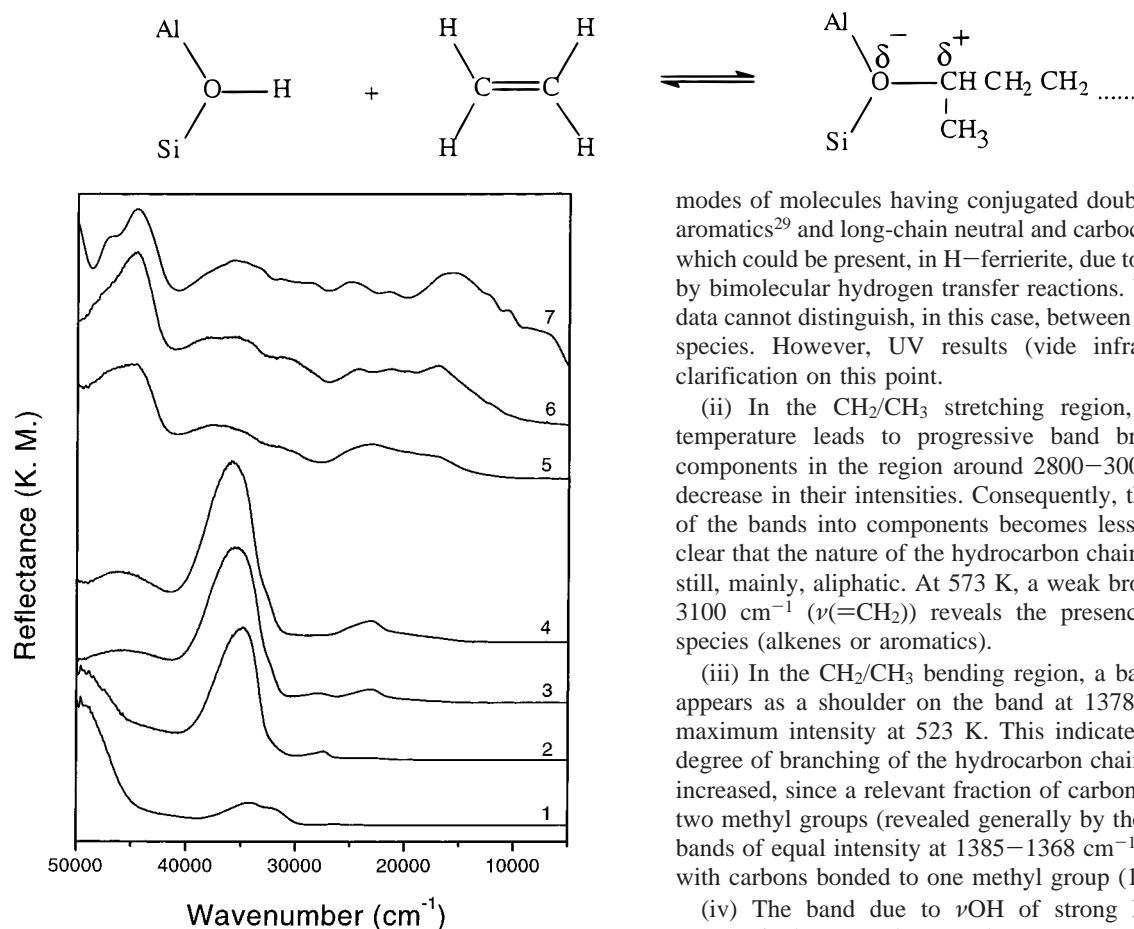 Al H H Al
δ⁻ δ⁺
O—H + C=C O—CH CH₂ CH₂ ......
Si H H Si CH₃
7
6
5
4
3
2
1
Reflectance (K. M.)
50000 40000 30000 20000 10000
Wavenumber (cm⁻¹)
modes of molecules having conjugated doub
aromatics²⁹ and long-chain neutral and carboc
which could be present, in H−ferrierite, due to
by bimolecular hydrogen transfer reactions.
data cannot distinguish, in this case, between
species. However, UV results (vide infra
clarification on this point.
(ii) In the CH₂/CH₃ stretching region,
temperature leads to progressive band br
components in the region around 2800−300
decrease in their intensities. Consequently, t
of the bands into components becomes less
clear that the nature of the hydrocarbon chain
still, mainly, aliphatic. At 573 K, a weak bro
3100 cm⁻¹ (ν(=CH₂)) reveals the presenc
species (alkenes or aromatics).
(iii) In the CH₂/CH₃ bending region, a ba
appears as a shoulder on the band at 1378
maximum intensity at 523 K. This indicate
degree of branching of the hydrocarbon chain
increased, since a relevant fraction of carbon
two methyl groups (revealed generally by the
bands of equal intensity at 1385−1368 cm⁻¹
with carbons bonded to one methyl group (1
(iv) The band due to νOH of strong